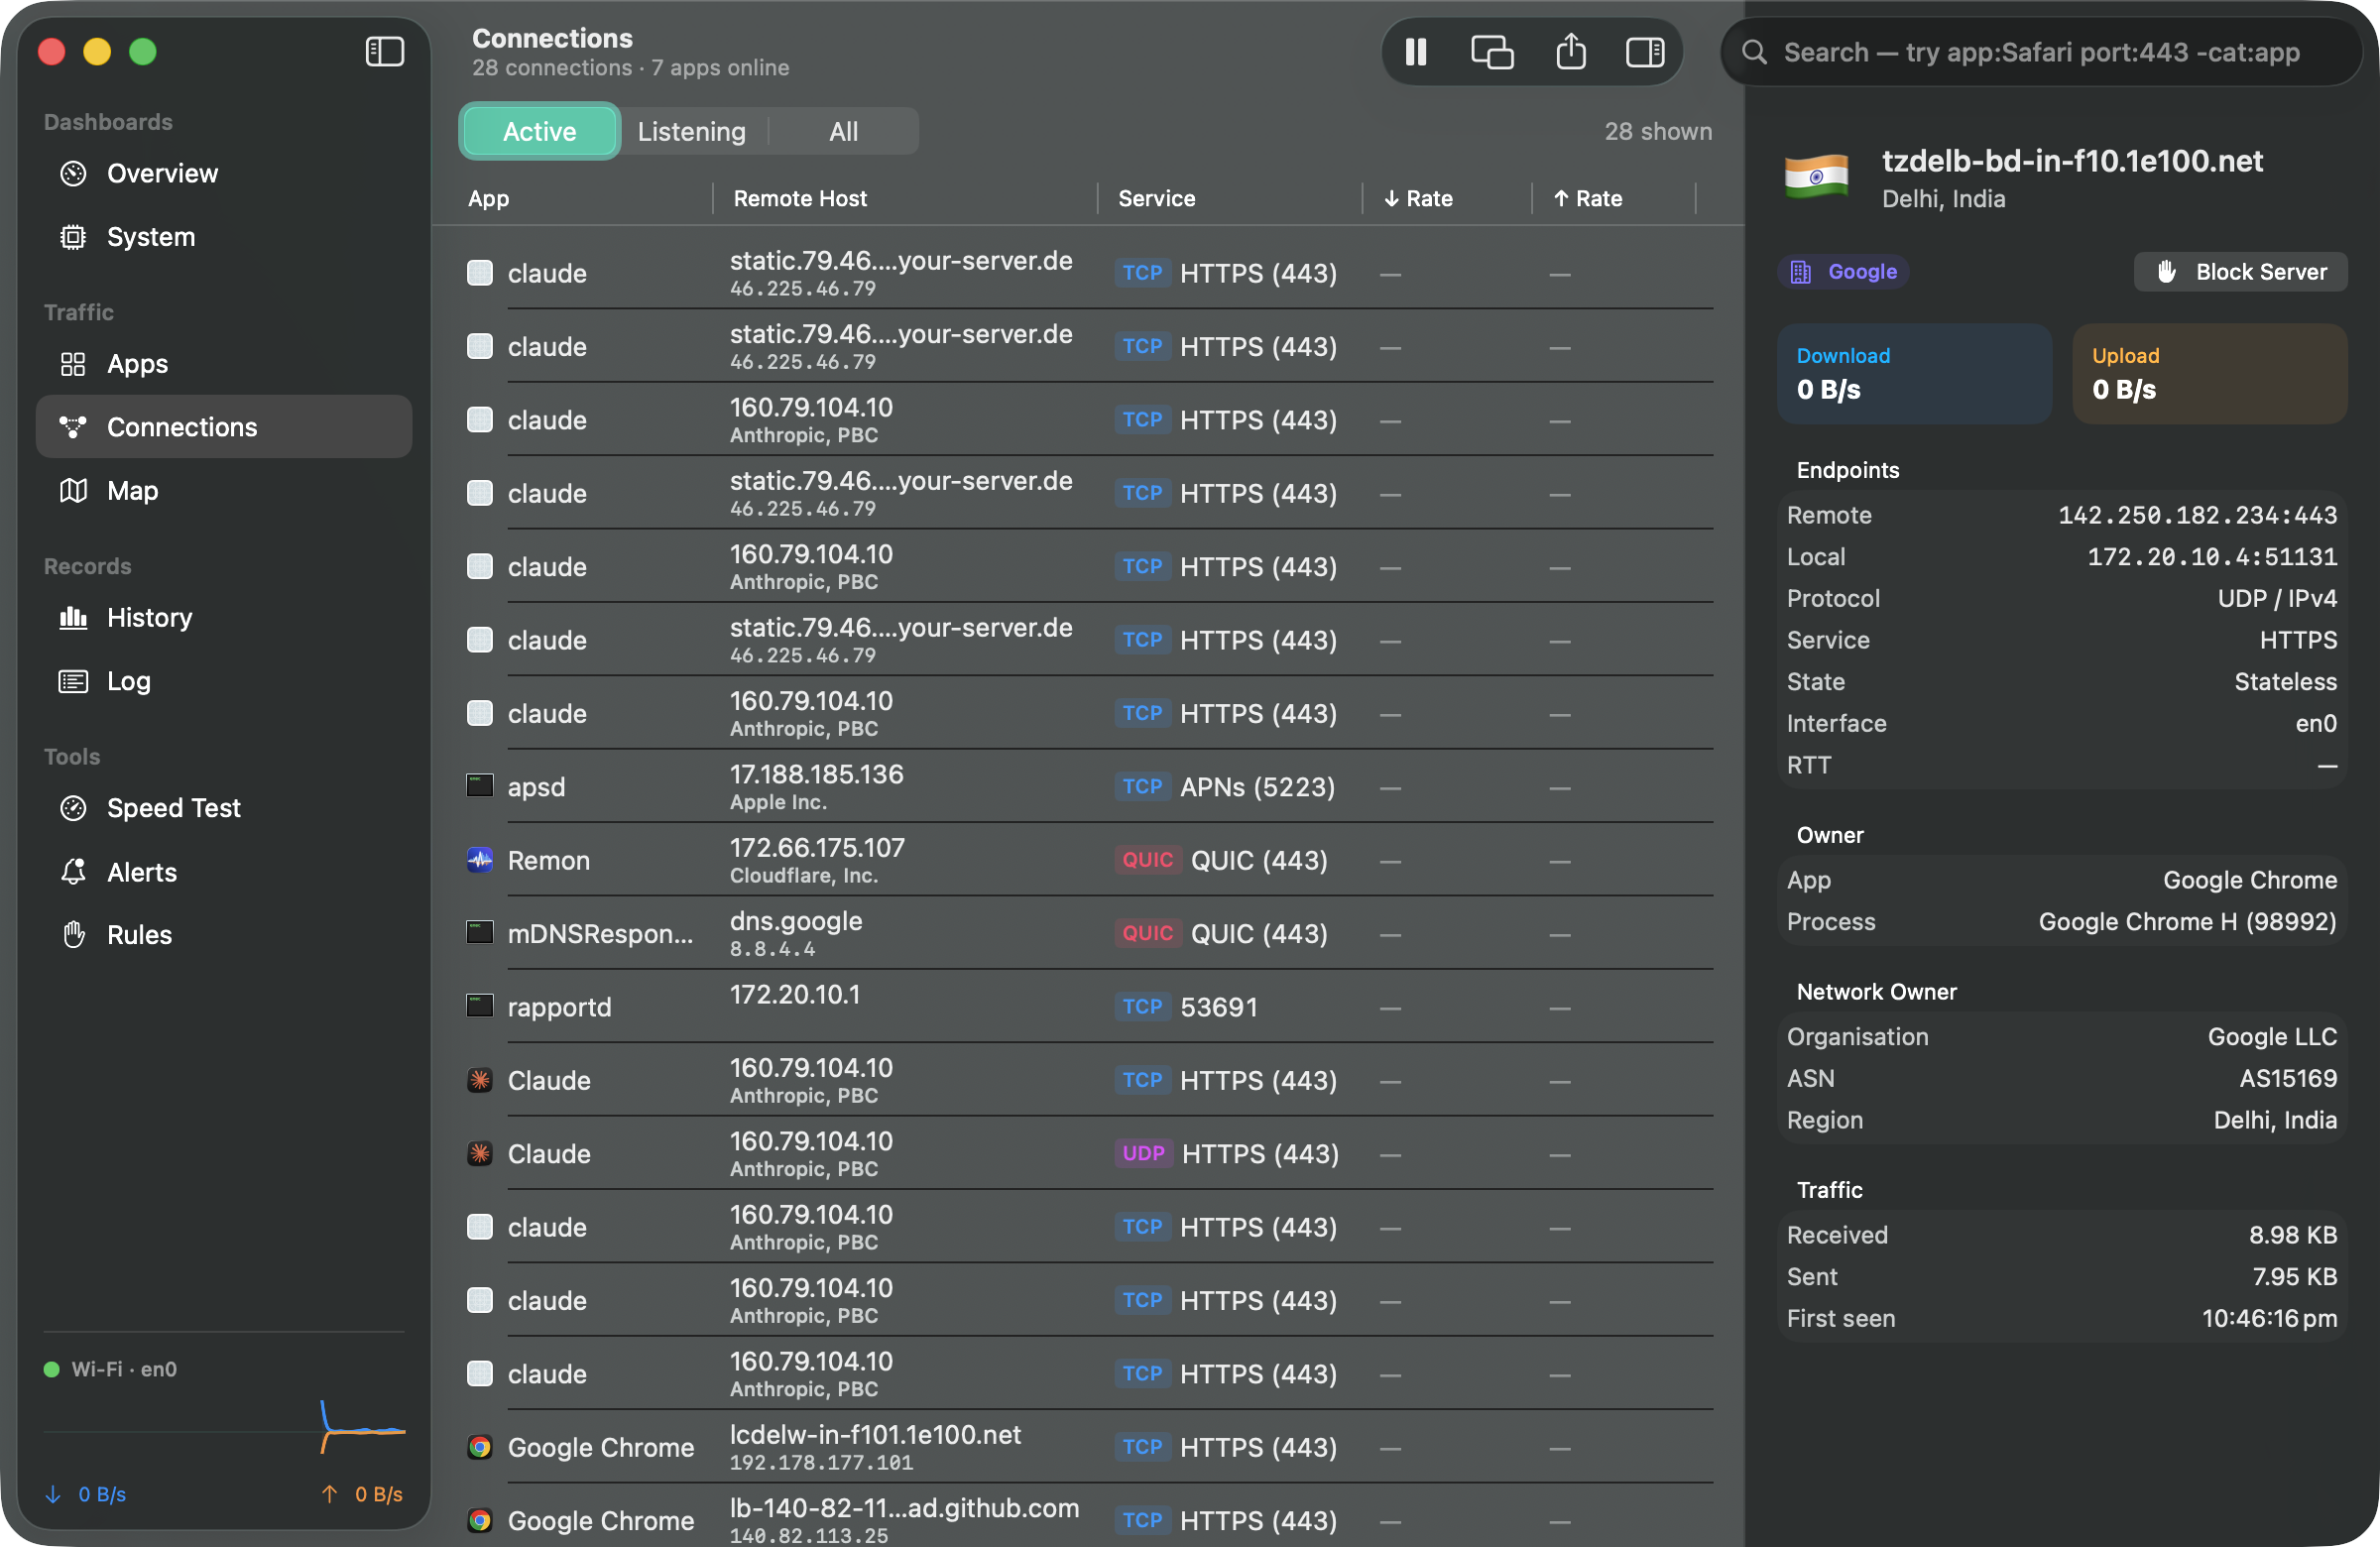 Dashboards
Overview
System
Traffic
Apps
Connections
Map
Records
History
Log
Tools
Speed Test
Alerts
Rules
Wi-Fi · en0
↓ 0 B/s ↑ 0 B/s
Connections
28 connections · 7 apps online
Search — try app:Safari port:443 -cat:app
Active Listening All
28 shown
App Remote Host Service ↓ Rate ↑ Rate
claude static.79.46....your-server.de TCP HTTPS (443) — —
46.225.46.79
claude static.79.46....your-server.de TCP HTTPS (443) — —
46.225.46.79
claude 160.79.104.10 TCP HTTPS (443) — —
Anthropic, PBC
claude static.79.46....your-server.de TCP HTTPS (443) — —
46.225.46.79
claude 160.79.104.10 TCP HTTPS (443) — —
Anthropic, PBC
claude static.79.46....your-server.de TCP HTTPS (443) — —
46.225.46.79
claude 160.79.104.10 TCP HTTPS (443) — —
Anthropic, PBC
apsd 17.188.185.136 TCP APNs (5223) — —
Apple Inc.
Remon 172.66.175.107 QUIC QUIC (443) — —
Cloudflare, Inc.
mDNSRespon... dns.google QUIC QUIC (443) — —
8.8.4.4
rapportd 172.20.10.1 TCP 53691 — —
Claude 160.79.104.10 TCP HTTPS (443) — —
Anthropic, PBC
Claude 160.79.104.10 UDP HTTPS (443) — —
Anthropic, PBC
claude 160.79.104.10 TCP HTTPS (443) — —
Anthropic, PBC
claude 160.79.104.10 TCP HTTPS (443) — —
Anthropic, PBC
claude 160.79.104.10 TCP HTTPS (443) — —
Anthropic, PBC
Google Chrome lcdelw-in-f101.1e100.net TCP HTTPS (443) — —
192.178.177.101
Google Chrome lb-140-82-11...ad.github.com TCP HTTPS (443) — —
140.82.113.25
tzdelb-bd-in-f10.1e100.net
Delhi, India
Google
Block Server
Download Upload
0 B/s 0 B/s
Endpoints
Remote 142.250.182.234:443
Local 172.20.10.4:51131
Protocol UDP / IPv4
Service HTTPS
State Stateless
Interface en0
RTT —
Owner
App Google Chrome
Process Google Chrome H (98992)
Network Owner
Organisation Google LLC
ASN AS15169
Region Delhi, India
Traffic
Received 8.98 KB
Sent 7.95 KB
First seen 10:46:16 pm